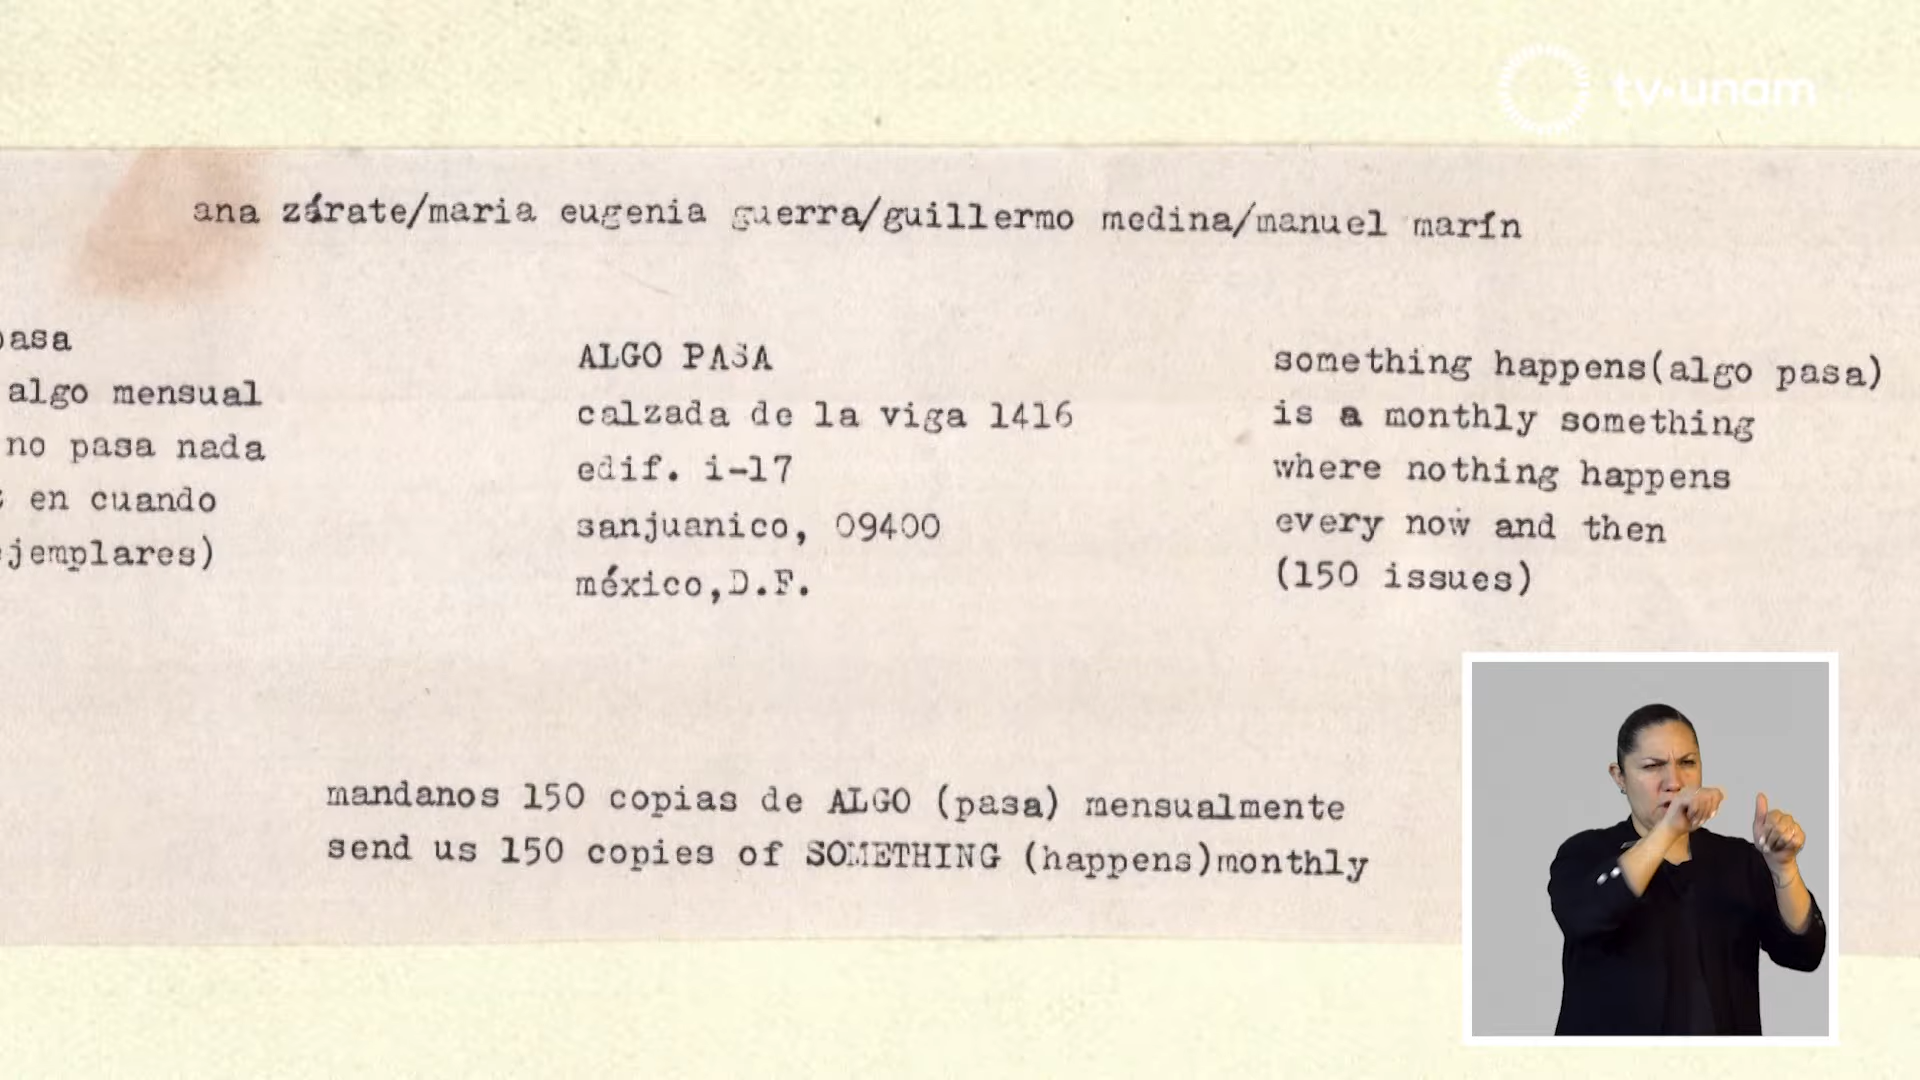 tv•unam
ana zárate/maria eugenia guerra/guillermo medina/manuel marín
pasa
algo mensual
no pasa nada
en cuando
ejemplares)
ALGO PASA
calzada de la viga 1416
edif. i-17
sanjuanico, 09400
méxico,D.F.
something happens(algo pasa)
is a monthly something
where nothing happens
every now and then
(150 issues)
mandanos 150 copias de ALGO (pasa) mensualmente
send us 150 copies of SOMETHING (happens)monthly